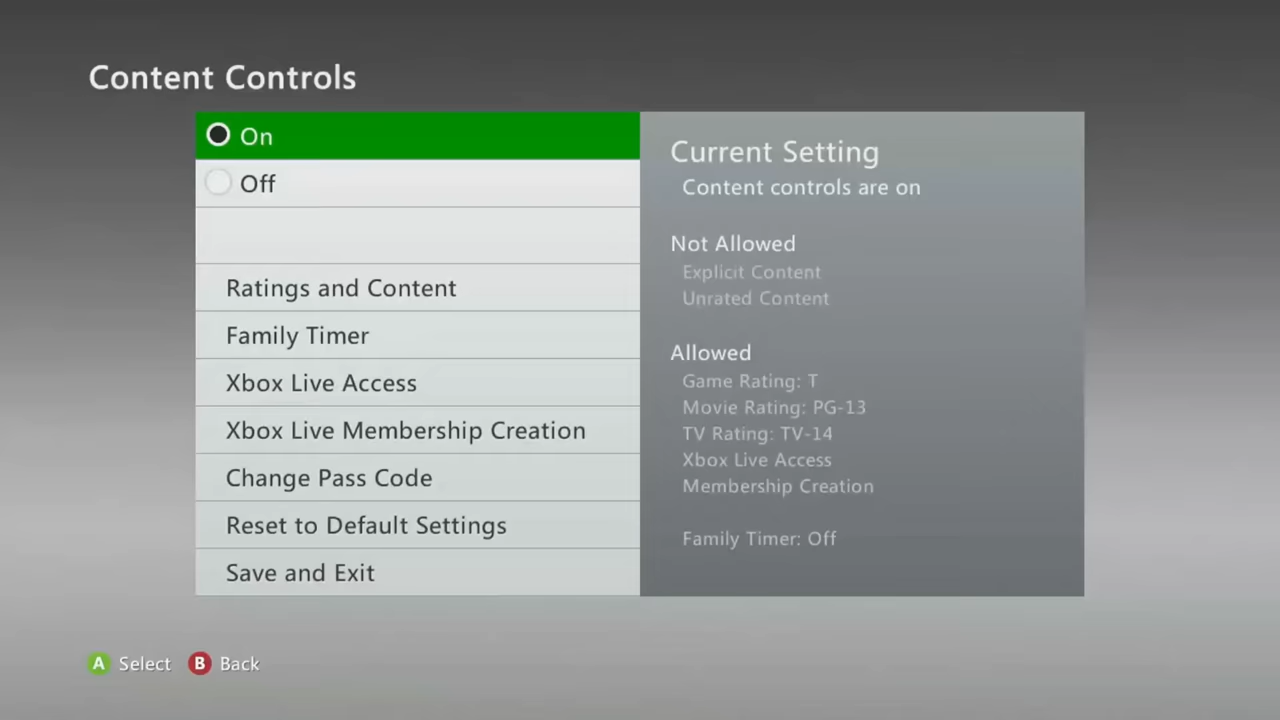 Content Controls
On
Off
Ratings and Content
Family Timer
Xbox Live Access
Xbox Live Membership Creation
Change Pass Code
Reset to Default Settings
Save and Exit
Current Setting
Content controls are on
Not Allowed
Explicit Content
Unrated Content
Allowed
Game Rating: T
Movie Rating: PG-13
TV Rating: TV-14
Xbox Live Access
Membership Creation
Family Timer: Off
A Select B Back